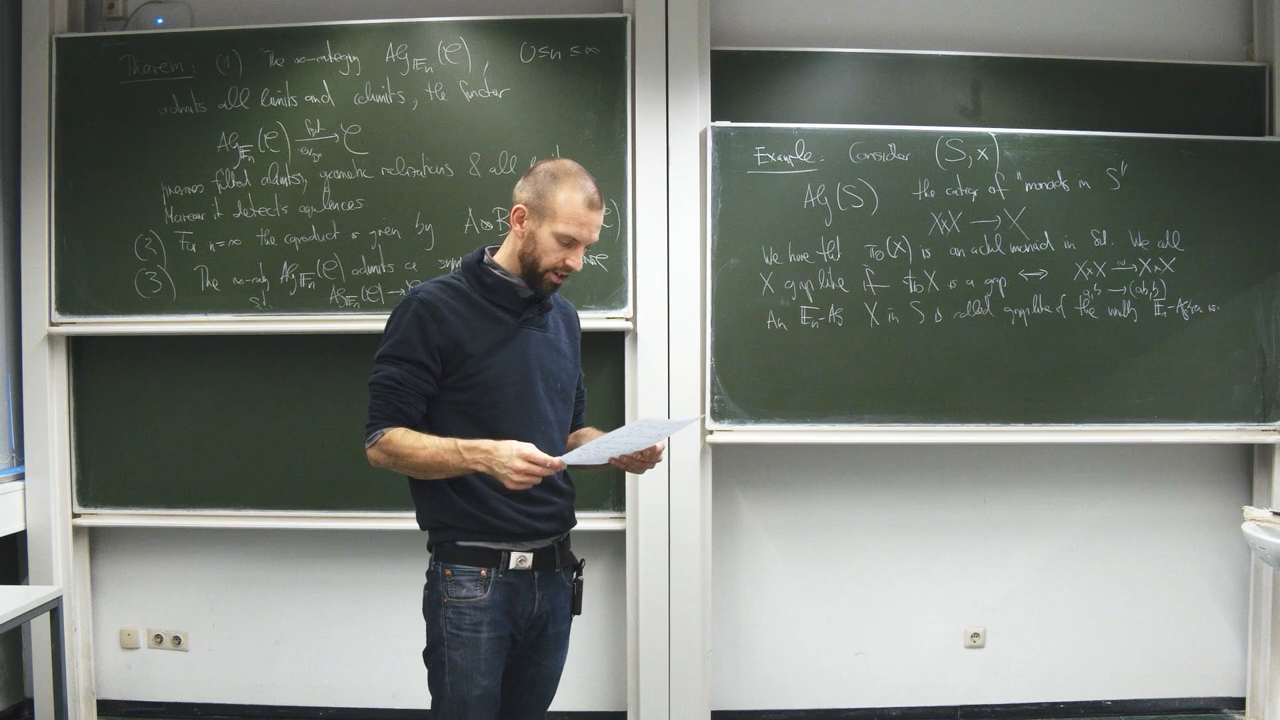 Theorem: (1) The ∞-category Alg_{𝔼_n}(𝒞), 0≤n≤∞
admits all limits and colimits, the functor
Alg_{𝔼_n}(𝒞) → 𝒞
preserves filtered colimits, geometric realizations & all
Moreover it detects equivalences
(2) For n=∞ the coproduct is given by A⊗B
(3) The ∞-cat Alg_{𝔼_n}(𝒞) admits a
Alg_{𝔼_n}(𝒞) →
Example: Consider (S, x)
Alg(S) the category of "monoids in S"
X×X → X
We have that π₀(X) is an actual monoid in Set. We call
X grouplike if π₀X is a group ⟷ X×X → X×X
a,b → (ab,b)
An 𝔼_n-Alg X in S is called grouplike if the underlying 𝔼_1-Algebra is.